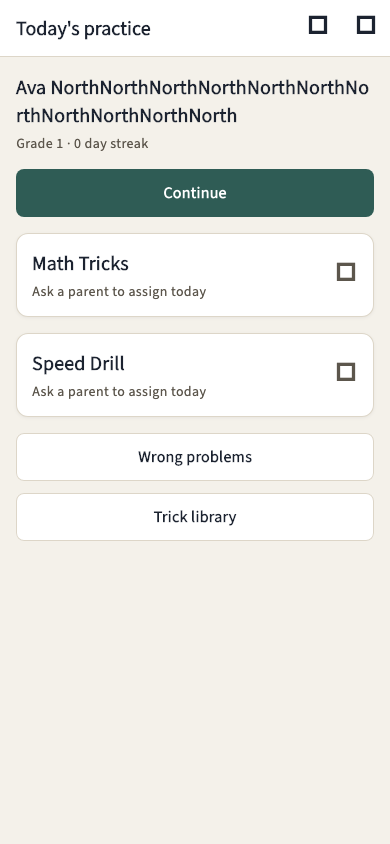 Today's practice
Ava NorthNorthNorthNorthNorthNorthNo
rthNorthNorthNorthNorth
Grade 1 · 0 day streak
Continue
Math Tricks
Ask a parent to assign today
Speed Drill
Ask a parent to assign today
Wrong problems
Trick library